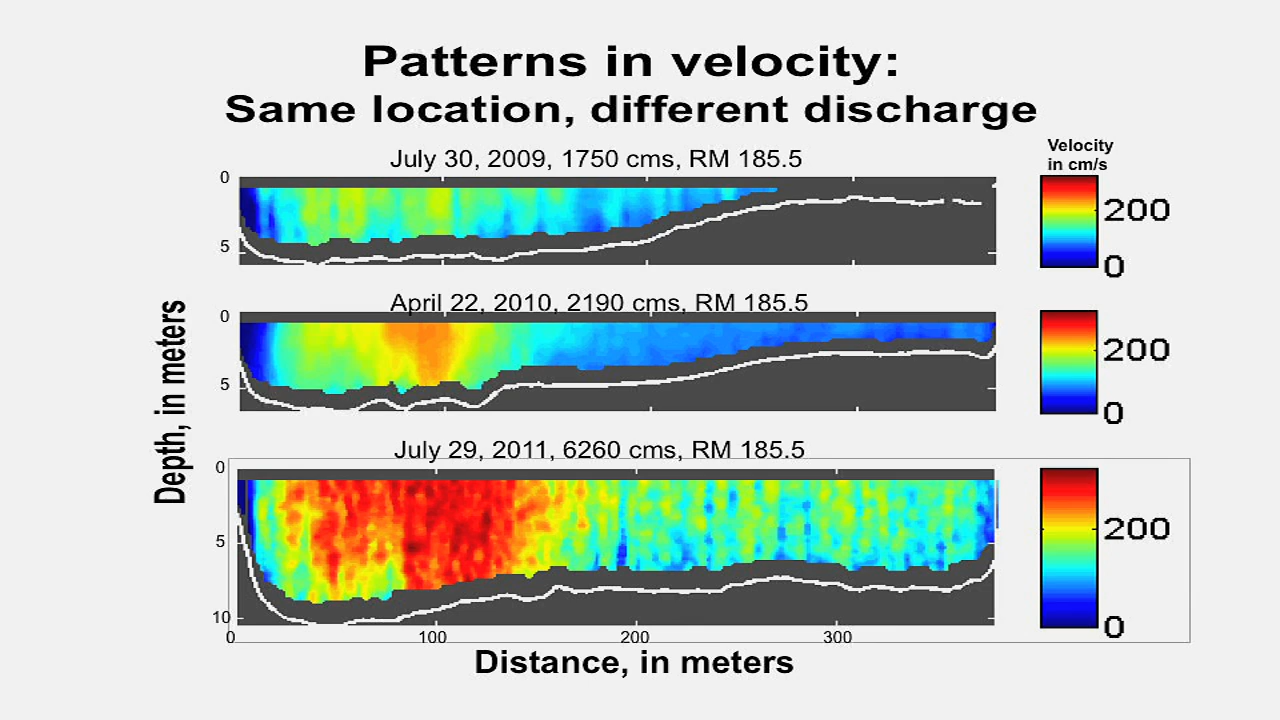 Patterns in velocity:
Same location, different discharge
July 30, 2009, 1750 cms, RM 185.5
Velocity
in cm/s
0
5
200
0
April 22, 2010, 2190 cms, RM 185.5
0
5
200
0
Depth, in meters
July 29, 2011, 6260 cms, RM 185.5
0
5
10
200
0
0 100 200 300
Distance, in meters